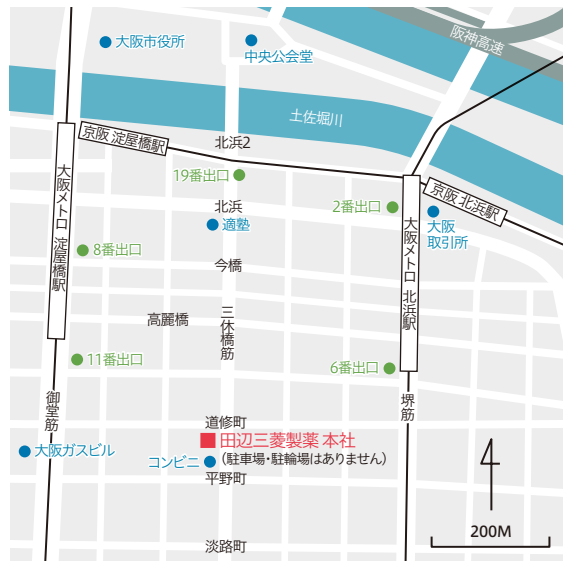 大阪市役所
中央公会堂
阪神高速
土佐堀川
京阪 淀屋橋駅
北浜2
19番出口
北浜
2番出口
京阪 北浜駅
適塾
大阪
取引所
大阪メトロ 淀屋橋駅
8番出口
今橋
大阪メトロ 北浜駅
高麗橋
三休橋筋
11番出口
6番出口
御堂筋
堺筋
道修町
田辺三菱製薬 本社
(駐車場・駐輪場はありません)
大阪ガスビル
コンビニ
平野町
淡路町
200M